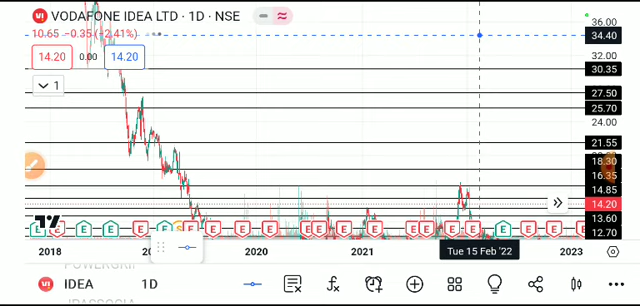 VODAFONE IDEA LTD · 1D · NSE
10.65 −0.35 (−2.41%)
14.20 0.00 14.20
1
36.00
34.40
32.00
30.35
27.50
25.70
24.00
21.55
18.30
16.35
14.85
14.20
13.60
12.70
E E E E E S E E E E E E E E E E E E E E
2018 2020 2021 Tue 15 Feb '22 2023
IDEA 1D